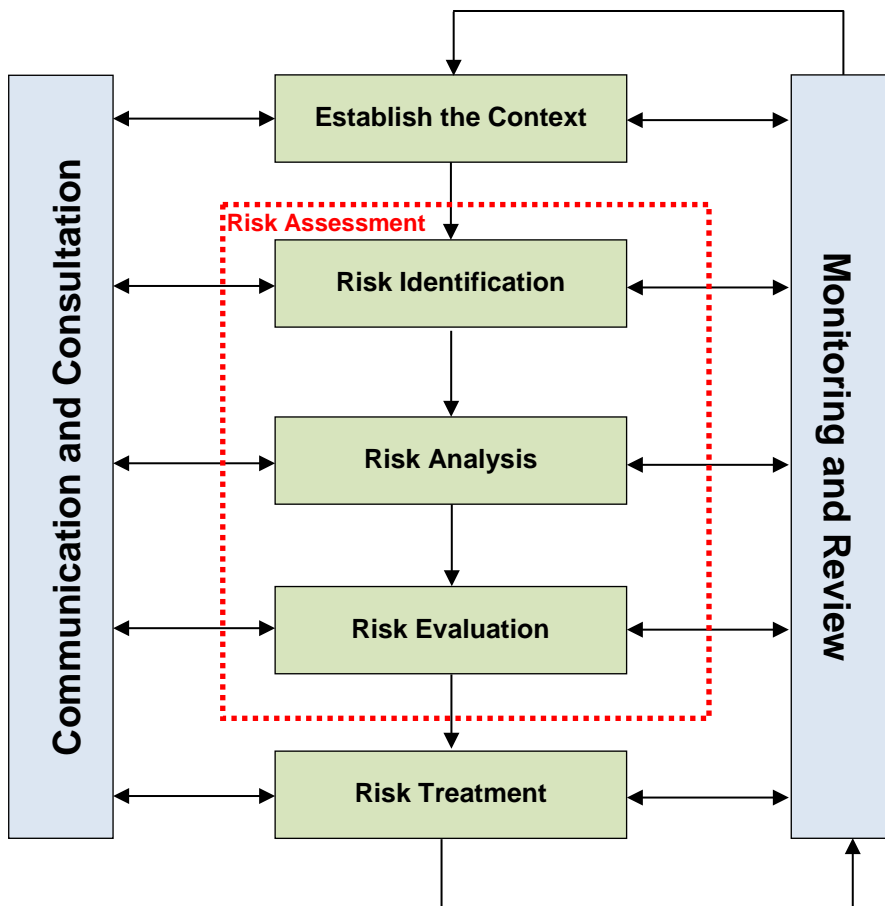 Establish the Context
Risk Assessment
Risk Identification
Risk Analysis
Risk Evaluation
Risk Treatment
Communication and Consultation
Monitoring and Review